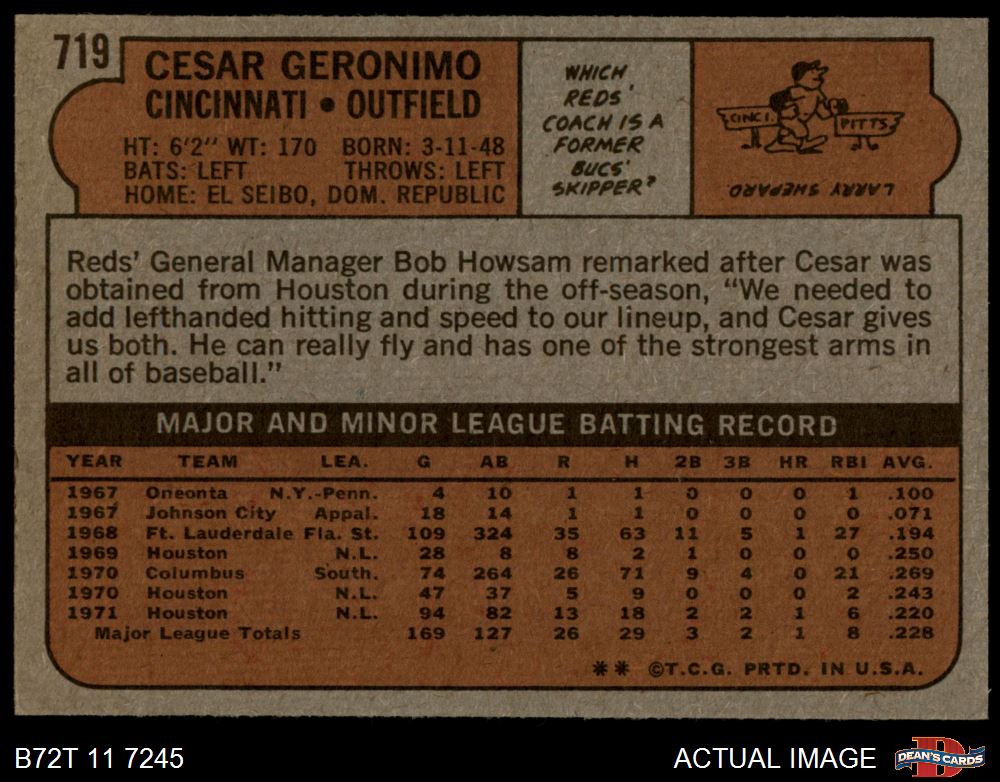 719
CESAR GERONIMO
CINCINNATI • OUTFIELD
HT: 6'2" WT: 170 BORN: 3-11-48
BATS: LEFT THROWS: LEFT
HOME: EL SEIBO, DOM. REPUBLIC
WHICH
REDS'
COACH IS A
FORMER
BUCS'
SKIPPER?
CINCI.
PITTS.
LARRY SHEPARD
Reds' General Manager Bob Howsam remarked after Cesar was
obtained from Houston during the off-season, "We needed to
add lefthanded hitting and speed to our lineup, and Cesar gives
us both. He can really fly and has one of the strongest arms in
all of baseball."
MAJOR AND MINOR LEAGUE BATTING RECORD
YEAR TEAM LEA. G AB R H 2B 3B HR RBI AVG.
1967 Oneonta N.Y.-Penn. 4 10 1 1 0 0 0 1 .100
1967 Johnson City Appal. 18 14 1 1 0 0 0 0 .071
1968 Ft. Lauderdale Fla. St. 109 324 35 63 11 5 1 27 .194
1969 Houston N.L. 28 8 8 2 1 0 0 0 .250
1970 Columbus South. 74 264 26 71 9 4 0 21 .269
1970 Houston N.L. 47 37 5 9 0 0 0 2 .243
1971 Houston N.L. 94 82 13 18 2 2 1 6 .220
Major League Totals 169 127 26 29 3 2 1 8 .228
** ©T.C.G. PRTD. IN U.S.A.
B72T 11 7245
ACTUAL IMAGE
D
DEAN'S CARDS